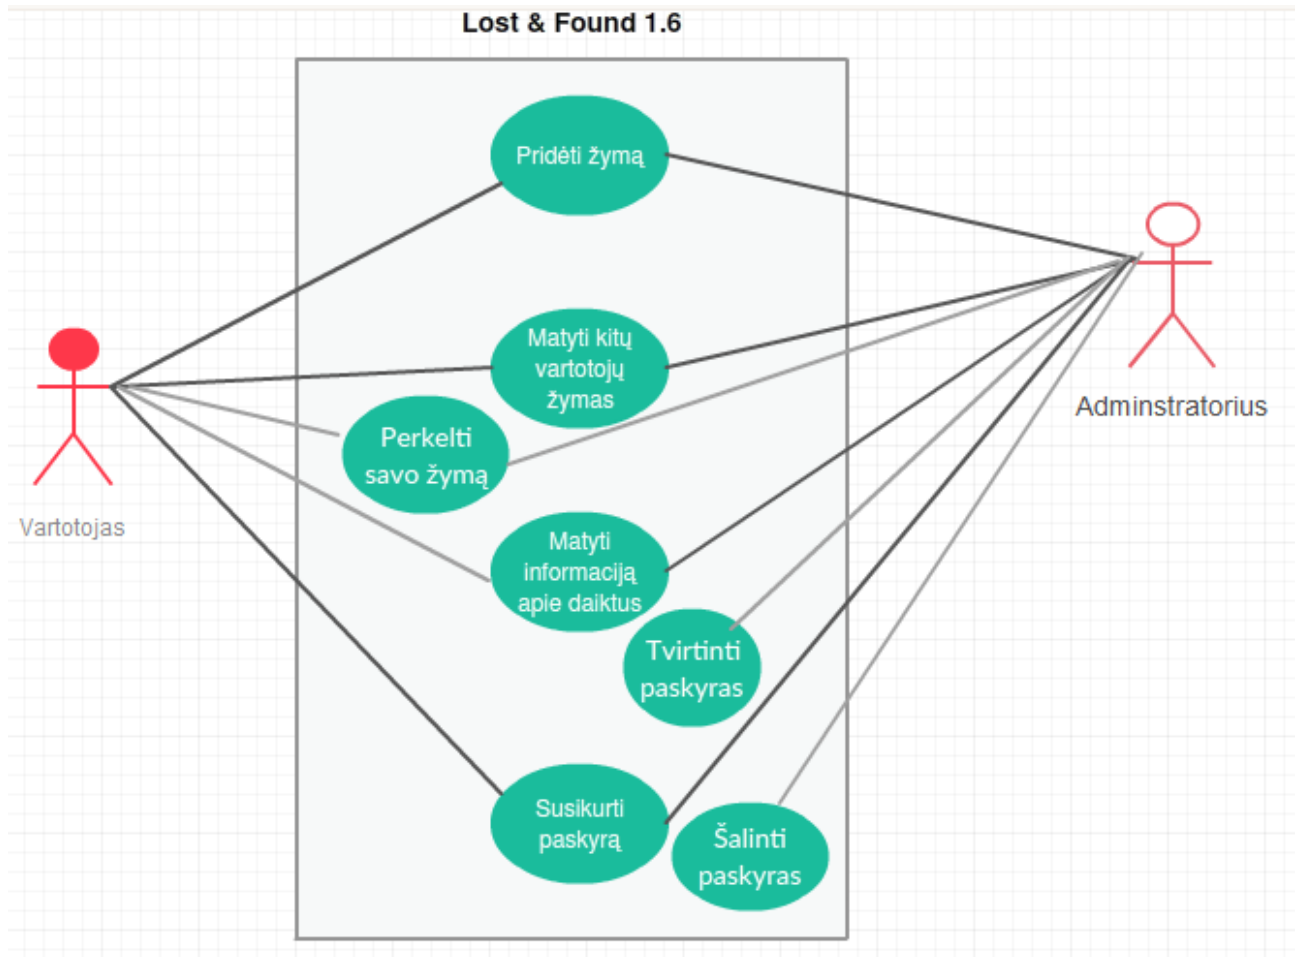 Lost & Found 1.6
Pridėti žymą
Matyti kitų
vartotojų
žymas
Perkelti
savo žymą
Matyti
informaciją
apie daiktus
Tvirtinti
paskyras
Susikurti
paskyrą
Šalinti
paskyras
Vartotojas
Adminstratorius